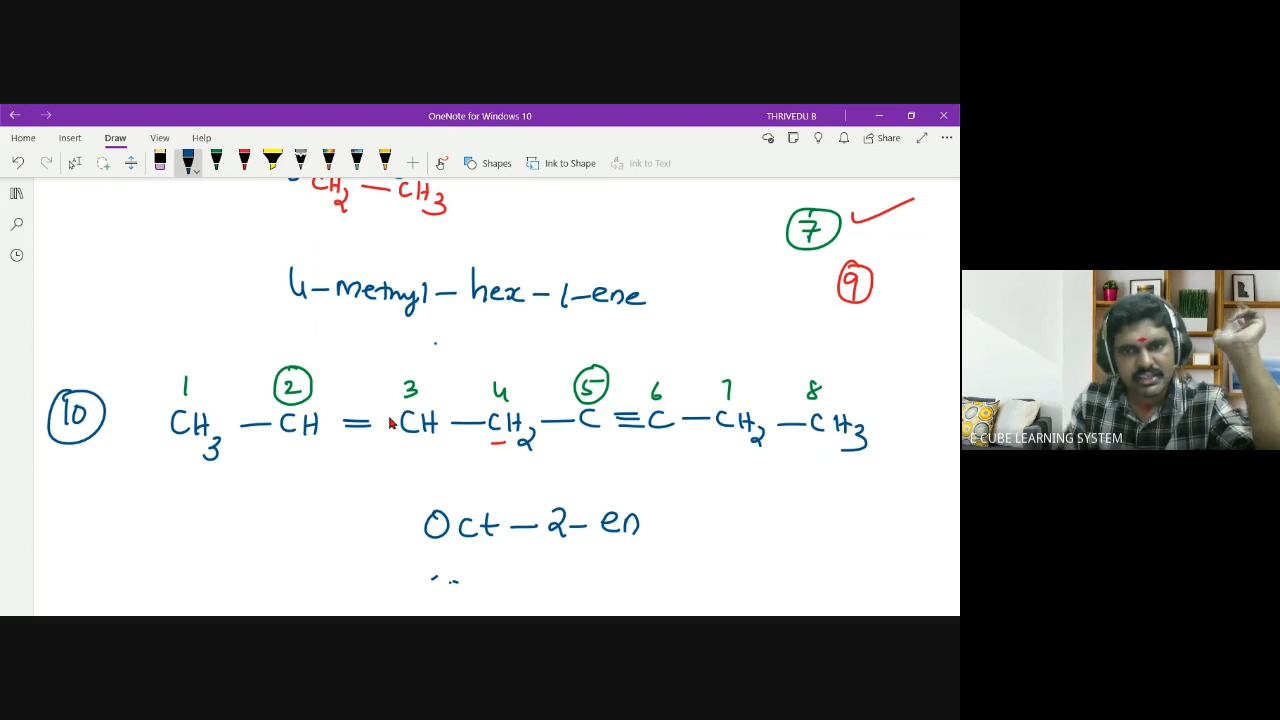 OneNote for Windows 10
THRIVEDU B
Home Insert Draw View Help
Share
Shapes Ink to Shape Ink to Text
CH2 — CH3
7
9
4-methyl-hex-1-ene
1 2 3 4 5 6 7 8
10 CH3 — CH = CH — CH2 — C ≡ C — CH2 — CH3
Oct-2-en
E CUBE LEARNING SYSTEM